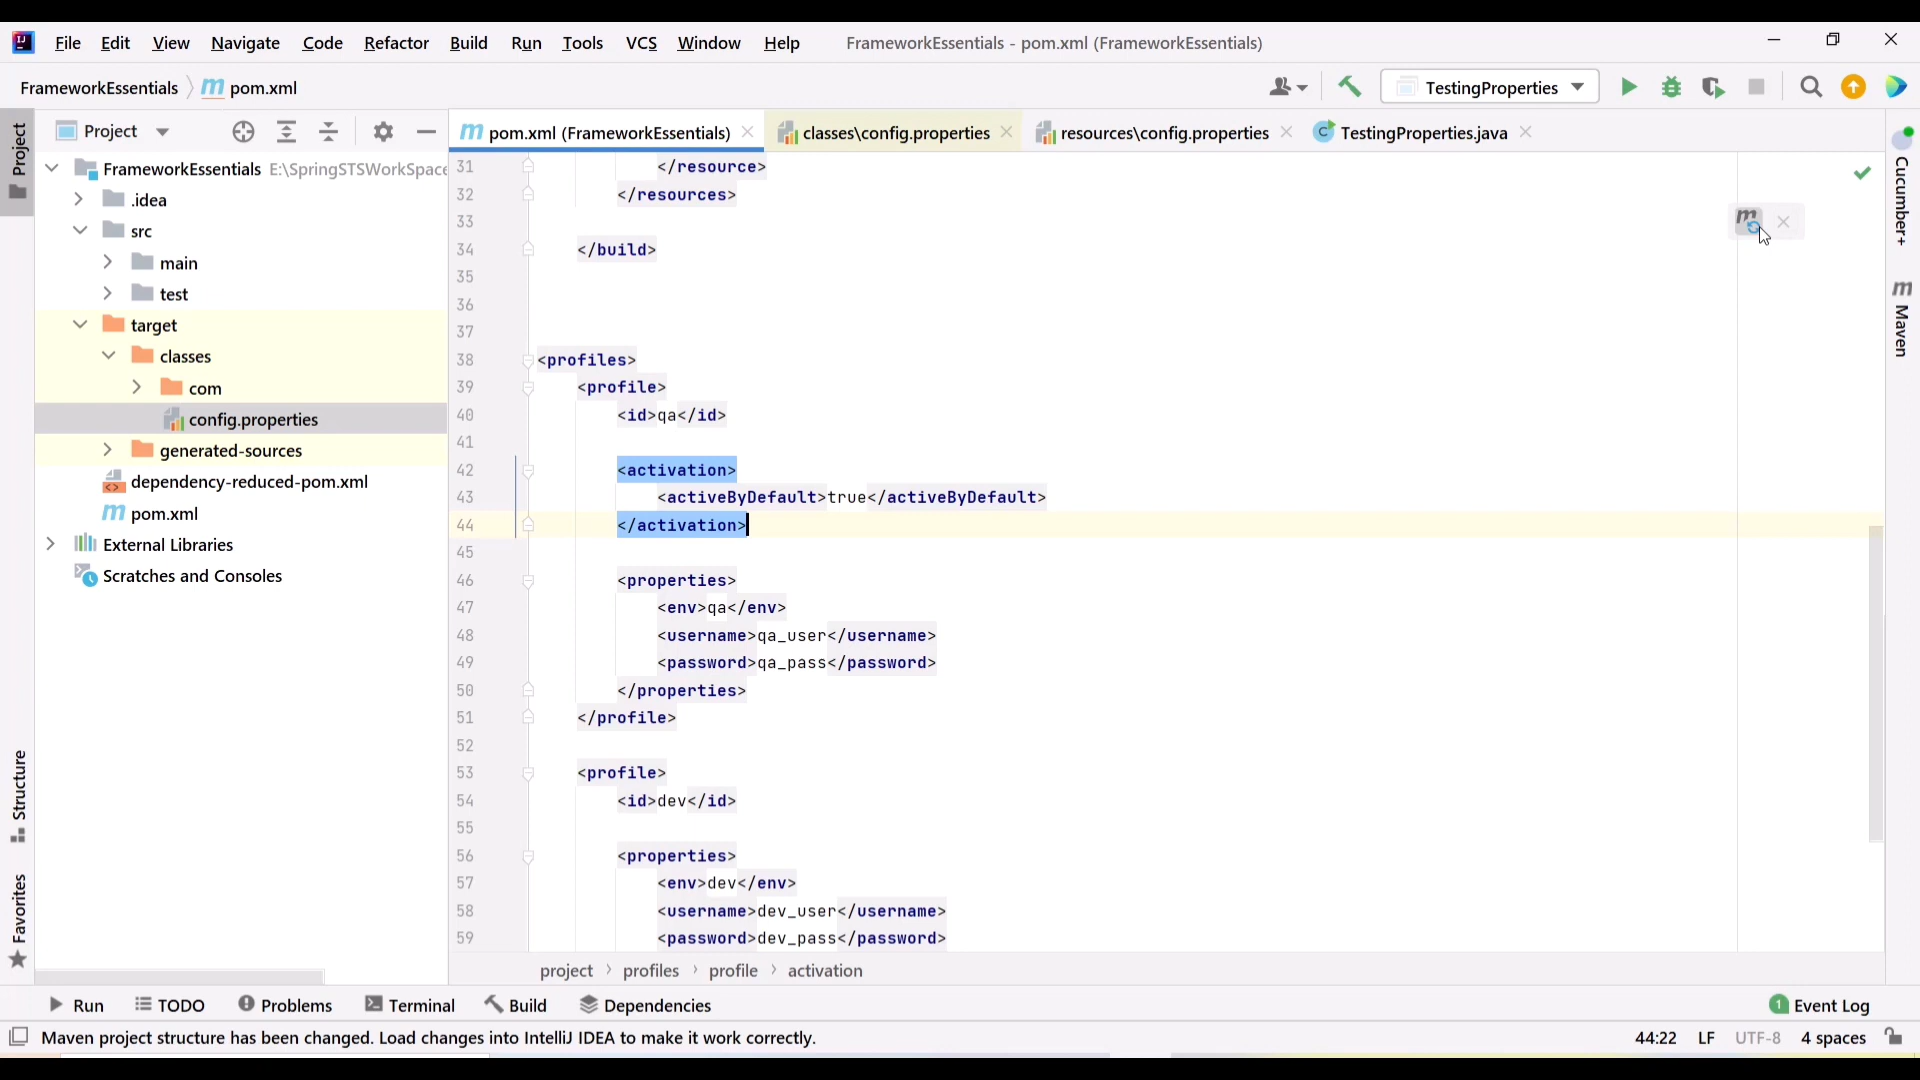 File Edit View Navigate Code Refactor Build Run Tools VCS Window Help FrameworkEssentials - pom.xml (FrameworkEssentials)
FrameworkEssentials pom.xml TestingProperties
Project
Project
pom.xml (FrameworkEssentials) classes\config.properties resources\config.properties TestingProperties.java
FrameworkEssentials E:\SpringSTSWorkSpace
.idea
src
main
test
target
classes
com
config.properties
generated-sources
dependency-reduced-pom.xml
pom.xml
External Libraries
Scratches and Consoles
31 </resource>
32 </resources>
33
34 </build>
35
36
37
38 <profiles>
39 <profile>
40 <id>qa</id>
41
42 <activation>
43 <activeByDefault>true</activeByDefault>
44 </activation>
45
46 <properties>
47 <env>qa</env>
48 <username>qa_user</username>
49 <password>qa_pass</password>
50 </properties>
51 </profile>
52
53 <profile>
54 <id>dev</id>
55
56 <properties>
57 <env>dev</env>
58 <username>dev_user</username>
59 <password>dev_pass</password>
project profiles profile activation
Cucumber+
Maven
Structure
Favorites
Run TODO Problems Terminal Build Dependencies 1 Event Log
Maven project structure has been changed. Load changes into IntelliJ IDEA to make it work correctly. 44:22 LF UTF-8 4 spaces